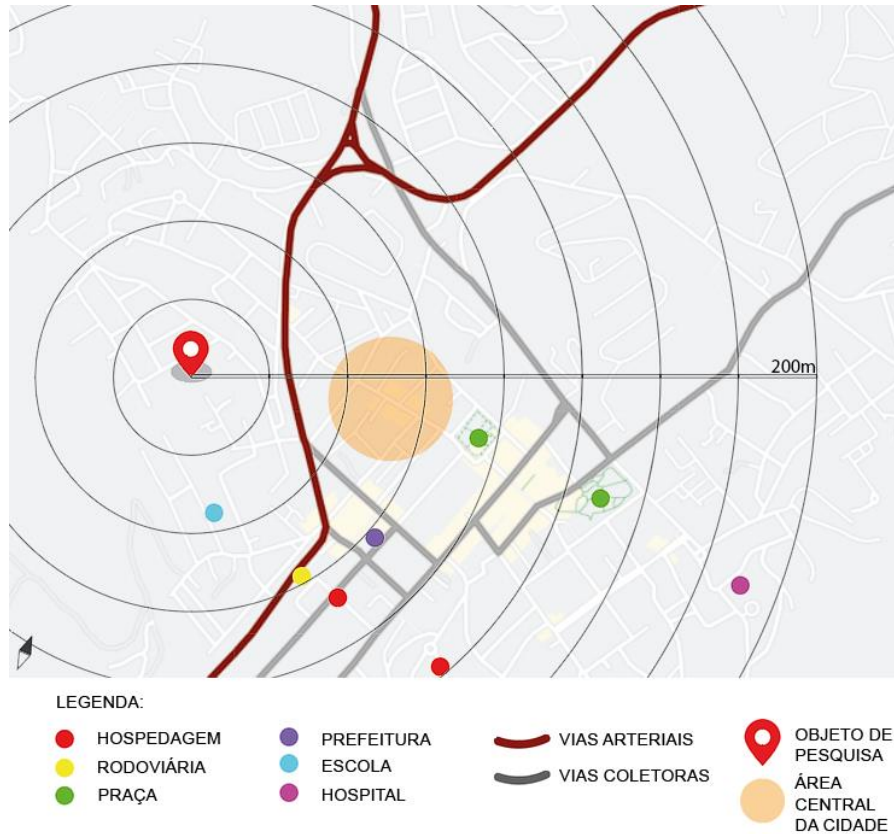 200m
LEGENDA:
HOSPEDAGEM
RODOVIÁRIA
PRAÇA
PREFEITURA
ESCOLA
HOSPITAL
VIAS ARTERIAIS
VIAS COLETORAS
OBJETO DE
PESQUISA
ÁREA
CENTRAL
DA CIDADE